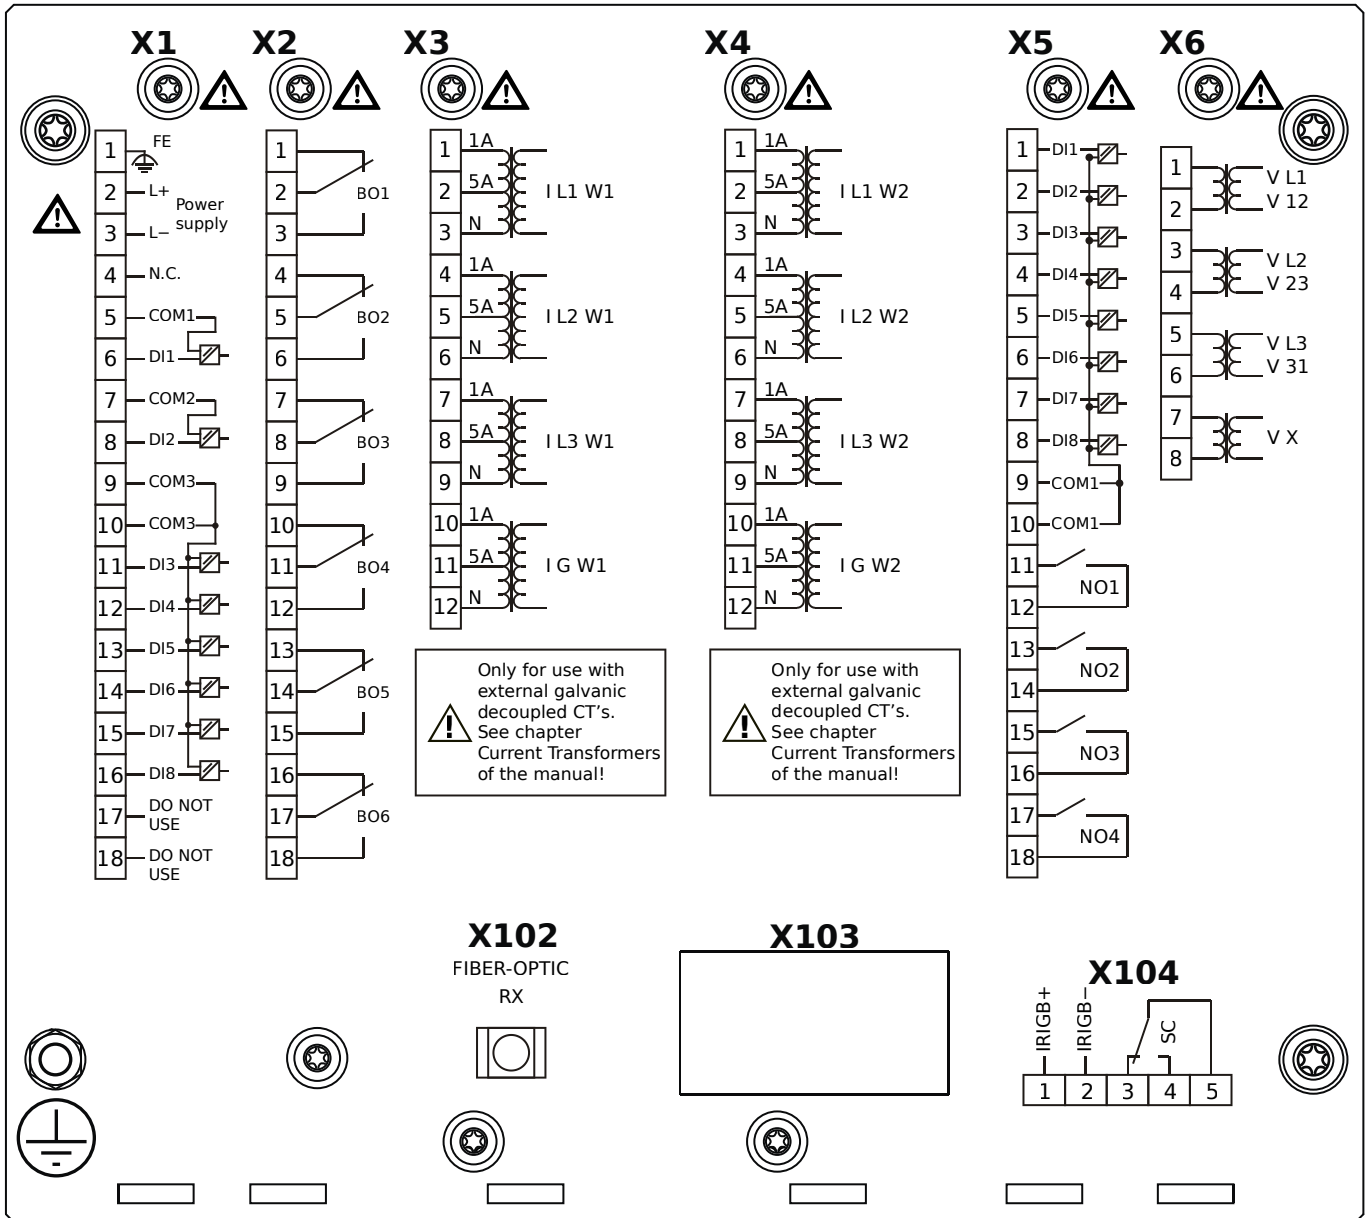 X1
X2
X3
X4
X5
X6
1 FE
2 L+
Power
supply
3 L−
4 N.C.
5 COM1
6 DI1
7 COM2
8 DI2
9 COM3
10 COM3
11 DI3
12 DI4
13 DI5
14 DI6
15 DI7
16 DI8
17 DO NOT
USE
18 DO NOT
USE
1
2 BO1
3
4
5 BO2
6
7
8 BO3
9
10
11 BO4
12
13
14 BO5
15
16
17 BO6
18
1 1A
2 5A I L1 W1
3 N
4 1A
5 5A I L2 W1
6 N
7 1A
8 5A I L3 W1
9 N
10 1A
11 5A I G W1
12 N
Only for use with
external galvanic
decoupled CT's.
See chapter
Current Transformers
of the manual!
1 1A
2 5A I L1 W2
3 N
4 1A
5 5A I L2 W2
6 N
7 1A
8 5A I L3 W2
9 N
10 1A
11 5A I G W2
12 N
Only for use with
external galvanic
decoupled CT's.
See chapter
Current Transformers
of the manual!
1 DI1
2 DI2
3 DI3
4 DI4
5 DI5
6 DI6
7 DI7
8 DI8
9 COM1
10 COM1
11
NO1
12
13
NO2
14
15
NO3
16
17
NO4
18
1 V L1
2 V 12
3 V L2
4 V 23
5 V L3
6 V 31
7
V X
8
X102
FIBER-OPTIC
RX
X103
X104
IRIGB+
IRIGB−
SC
1 2 3 4 5